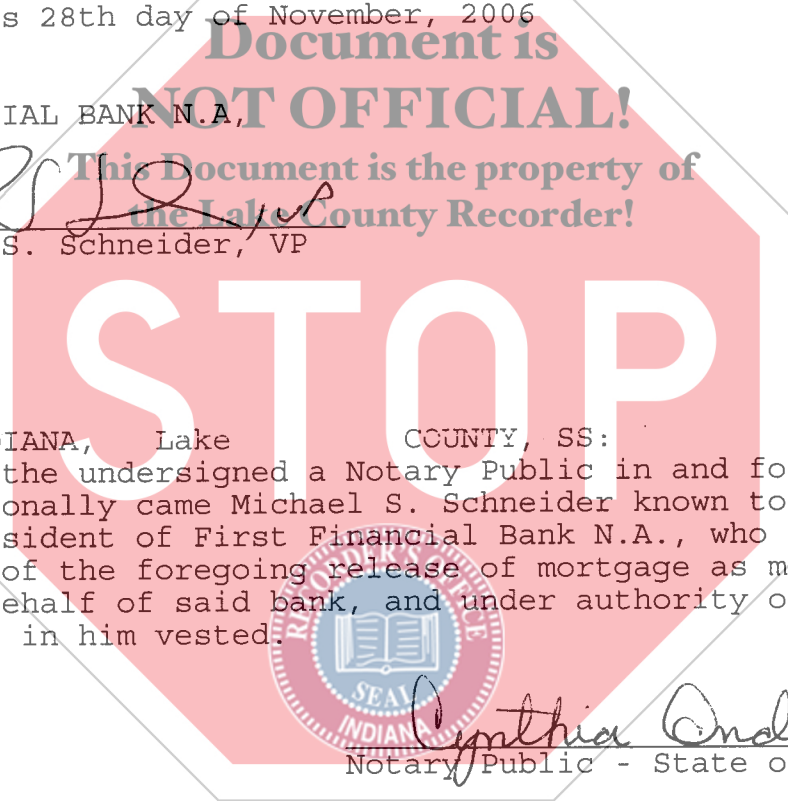 s 28th day of November, 2006
Document is
NOT OFFICIAL!
IAL BANK N.A,
This Document is the property of
the Lake County Recorder!
S. Schneider, VP
STOP
DIANA, Lake COUNTY, SS:
the undersigned a Notary Public in and fo
onally came Michael S. Schneider known to
sident of First Financial Bank N.A., who
of the foregoing release of mortgage as m
ehalf of said bank, and under authority o
in him vested.
RECORDER'S OFFICE
SEAL
INDIANA
Cynthia
Notary Public - State o